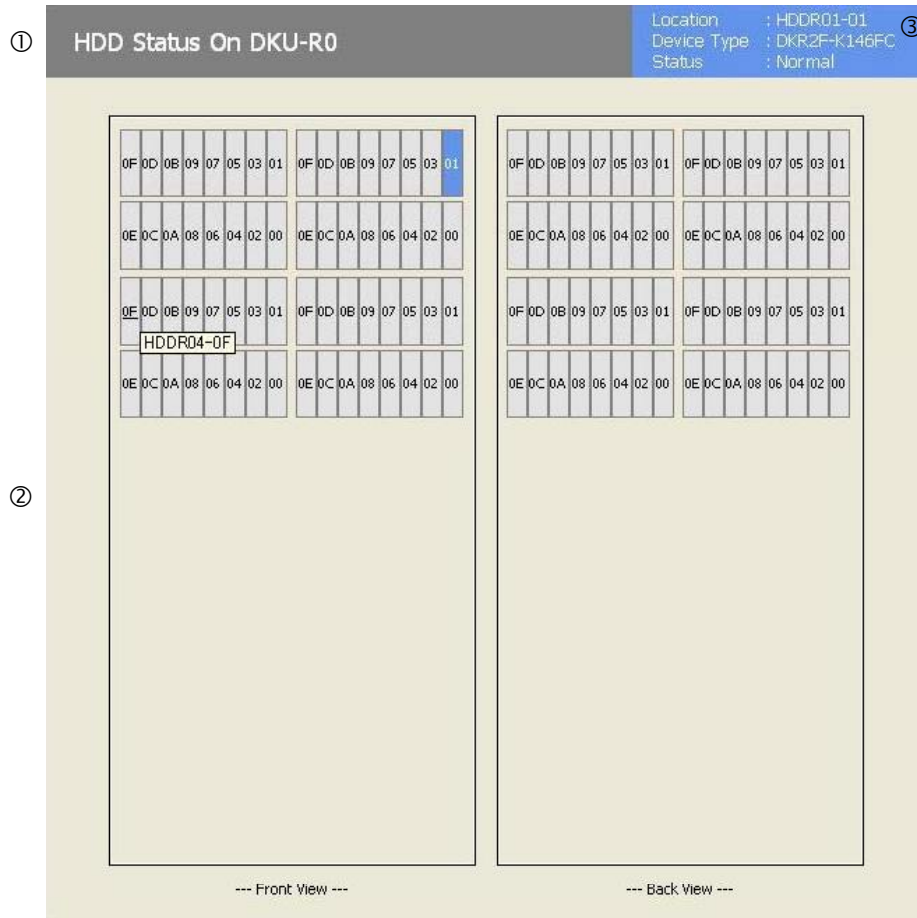 ①
HDD Status On DKU-R0
Location : HDDR01-01
Device Type : DKR2F-K146FC
Status : Normal
③
0F 0D 0B 09 07 05 03 01 0F 0D 0B 09 07 05 03 01
0E 0C 0A 08 06 04 02 00 0E 0C 0A 08 06 04 02 00
0F 0D 0B 09 07 05 03 01 0F 0D 0B 09 07 05 03 01
HDDR04-0F
0E 0C 0A 08 06 04 02 00 0E 0C 0A 08 06 04 02 00
--- Front View ---
0F 0D 0B 09 07 05 03 01 0F 0D 0B 09 07 05 03 01
0E 0C 0A 08 06 04 02 00 0E 0C 0A 08 06 04 02 00
0F 0D 0B 09 07 05 03 01 0F 0D 0B 09 07 05 03 01
0E 0C 0A 08 06 04 02 00 0E 0C 0A 08 06 04 02 00
--- Back View ---
②